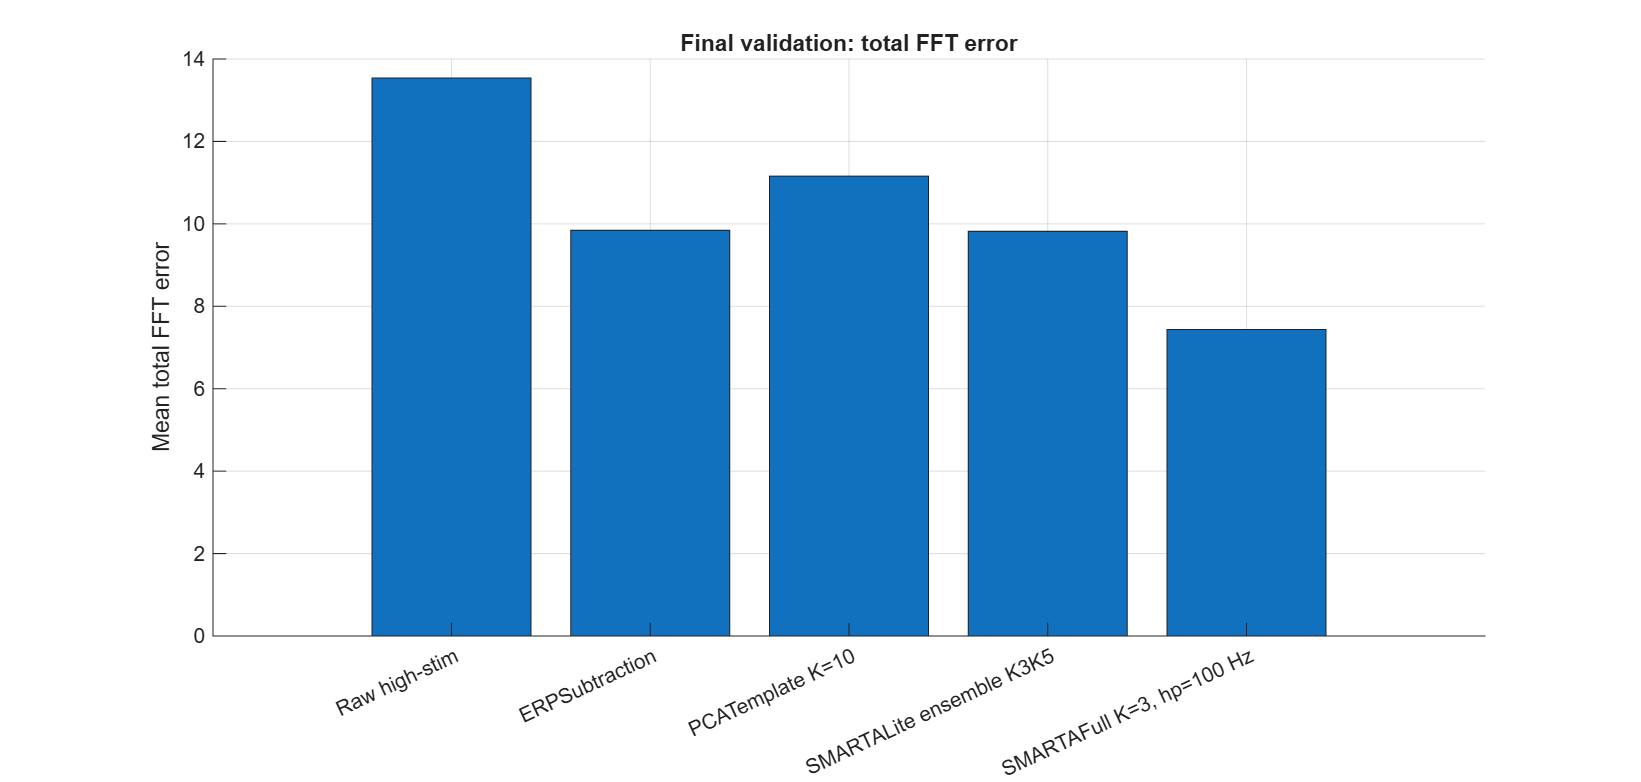 Final validation: total FFT error
Mean total FFT error
14
12
10
8
6
4
2
0
Raw high-stim
ERPSubtraction
PCATemplate K=10
SMARTALite ensemble K3K5
SMARTAFull K=3, hp=100 Hz